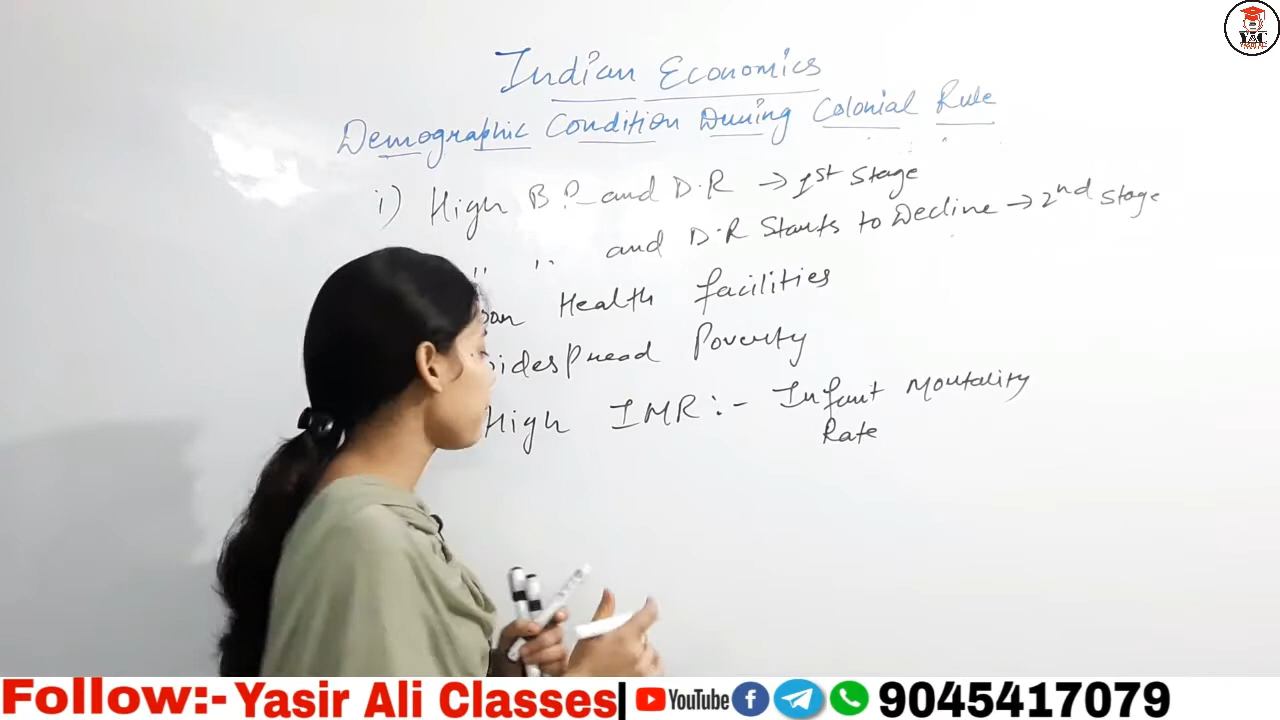 Indian Economics
Demographic Condition During Colonial Rule
i) High B.R and D.R → 1st Stage
" " and D.R Starts to Decline → 2nd Stage
Health facilities
idespread Poverty
High IMR :- Infant Mortality
Rate
Follow:- Yasir Ali Classes| YouTube 9045417079